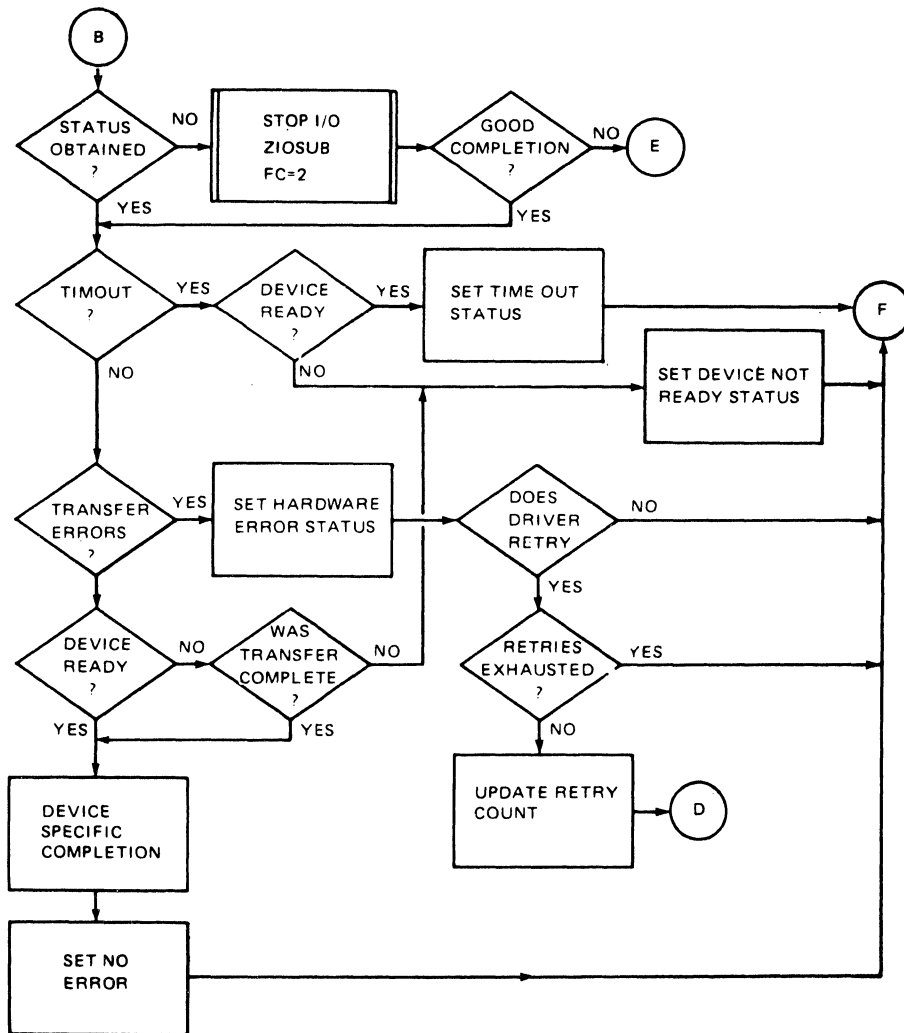 B
STATUS
OBTAINED
?
NO
STOP I/O
ZIOSUB
FC=2
GOOD
COMPLETION
?
NO
E
YES
YES
TIMOUT
?
YES
DEVICE
READY
?
YES
SET TIME OUT
STATUS
F
NO
NO
SET DEVICE NOT
READY STATUS
TRANSFER
ERRORS
?
YES
SET HARDWARE
ERROR STATUS
DOES
DRIVER
RETRY
NO
YES
DEVICE
READY
?
NO
WAS
TRANSFER
COMPLETE
?
NO
RETRIES
EXHAUSTED
?
YES
YES
YES
NO
DEVICE
SPECIFIC
COMPLETION
UPDATE RETRY
COUNT
D
SET NO
ERROR